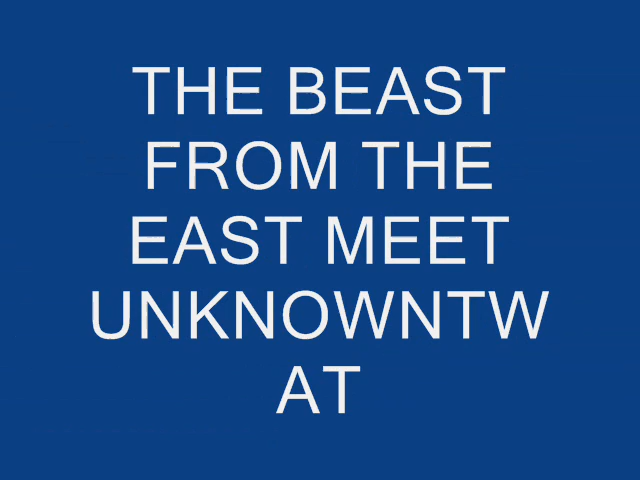 THE BEAST
FROM THE
EAST MEET
UNKNOWNTW
AT